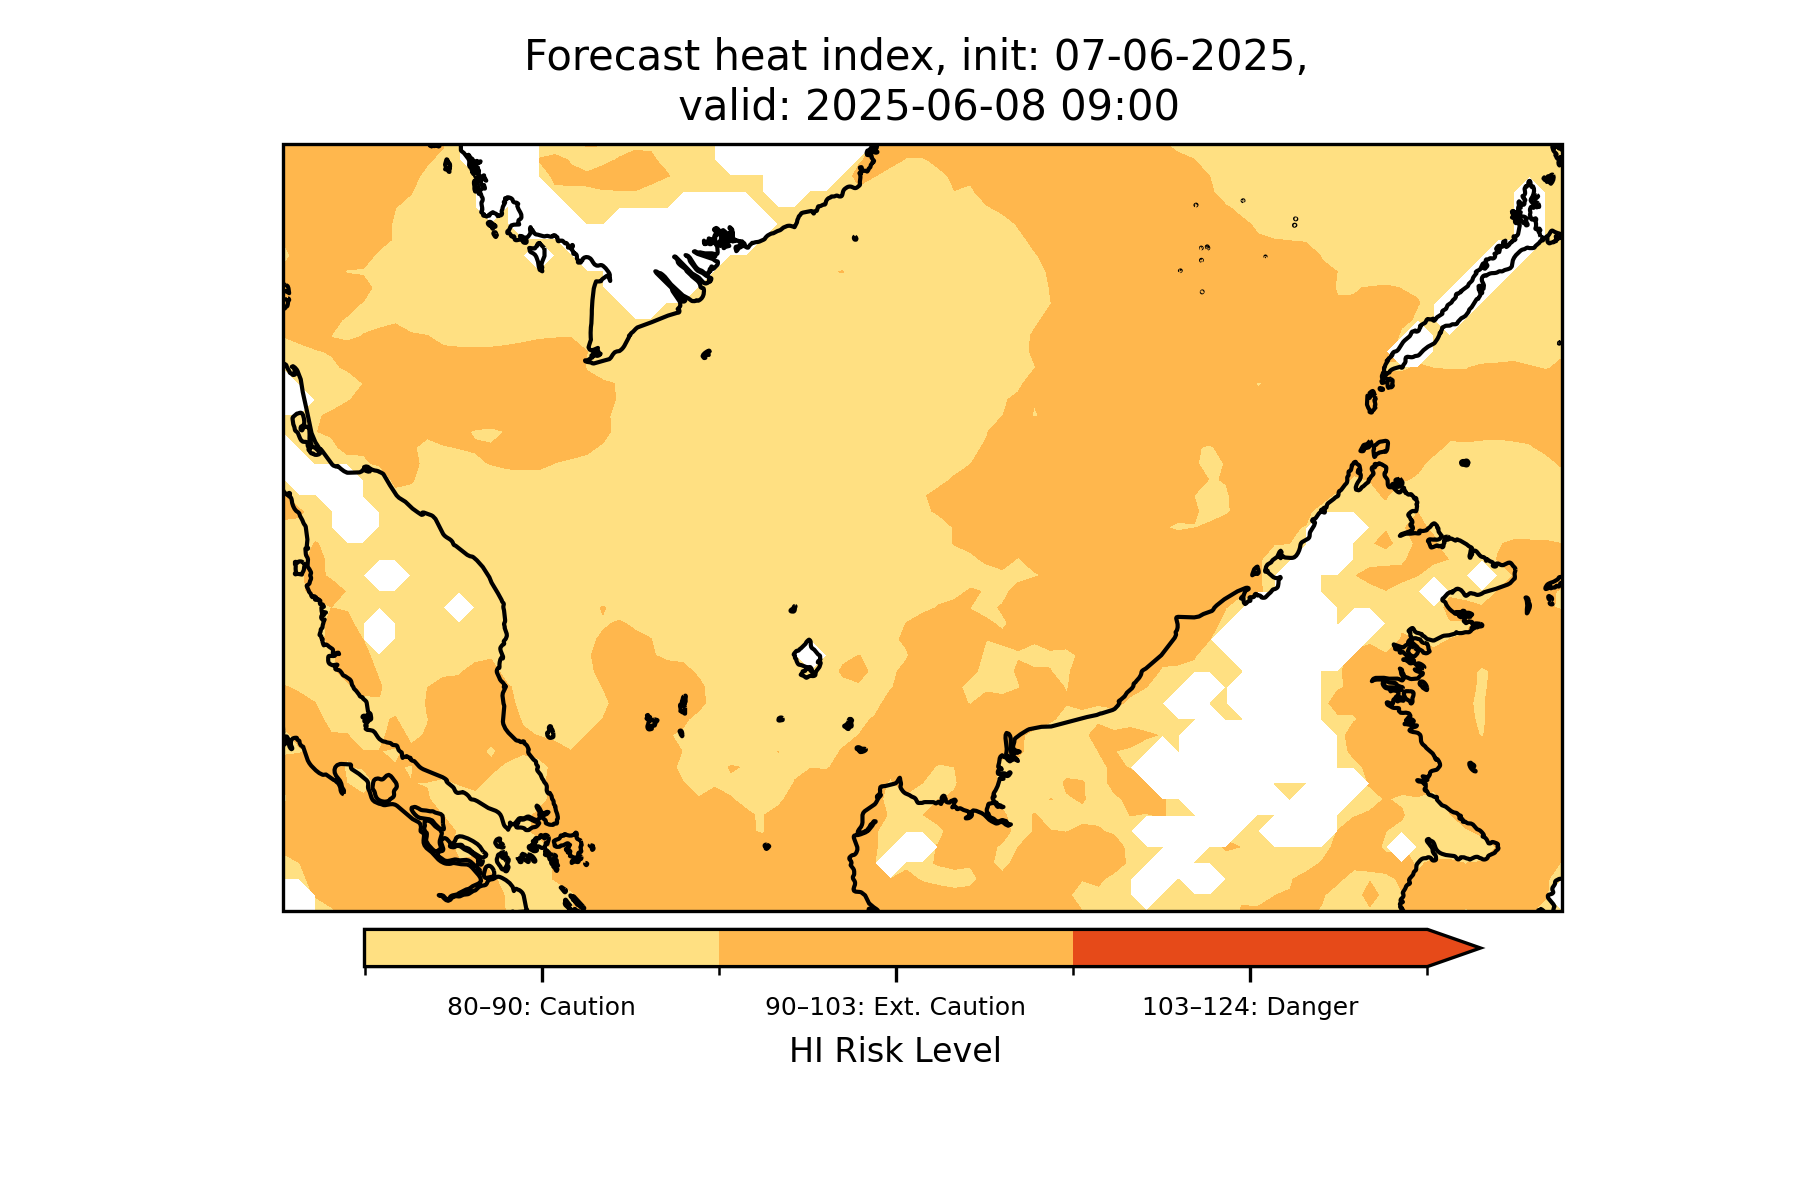 Forecast heat index, init: 07-06-2025,
valid: 2025-06-08 09:00
80–90: Caution
90–103: Ext. Caution
103–124: Danger
HI Risk Level